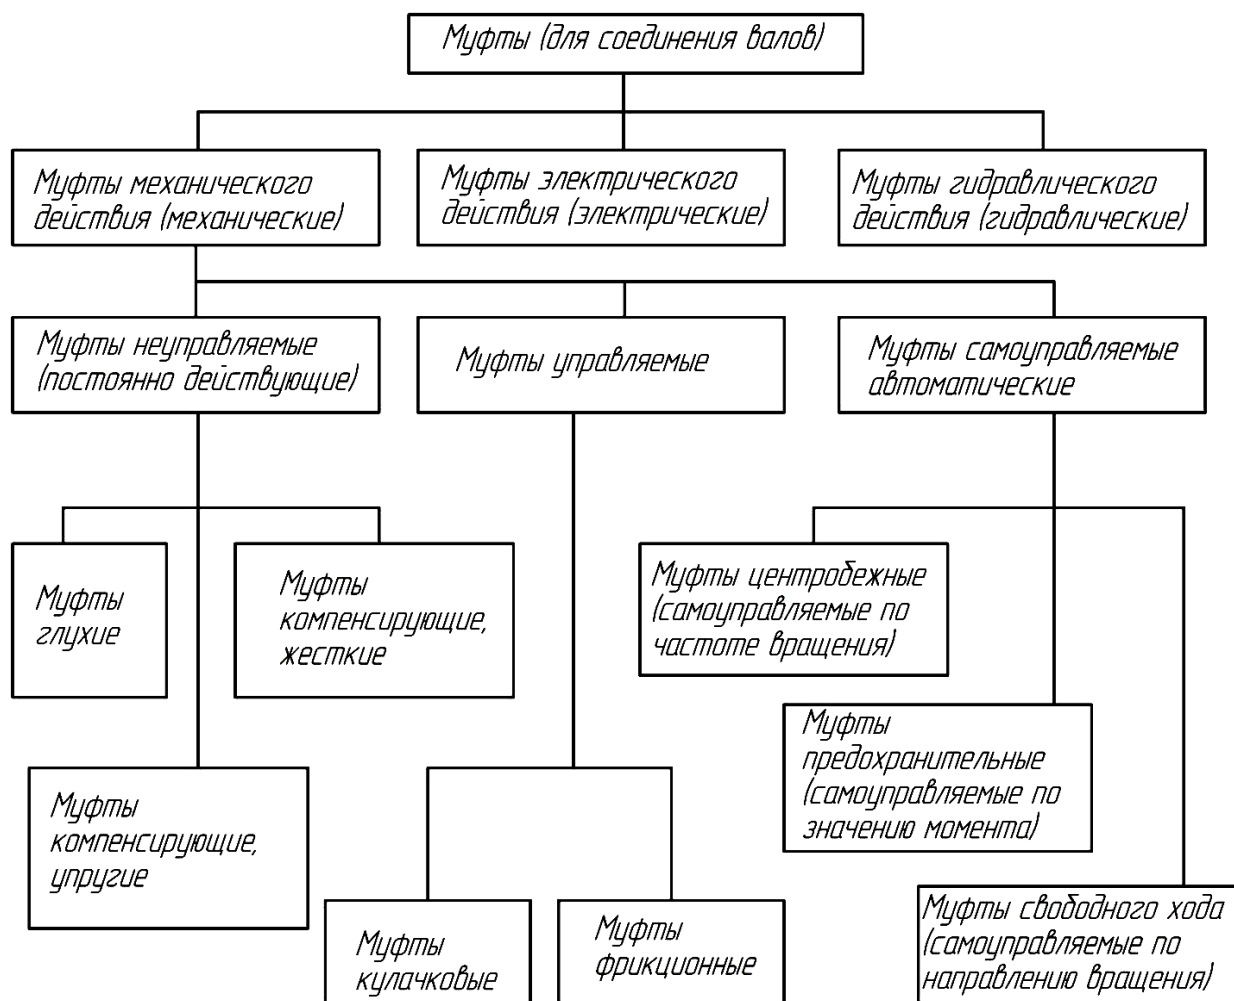 Муфты (для соединения валов)
Муфты механического
действия (механические)
Муфты электрического
действия (электрические)
Муфты гидравлического
действия (гидравлические)
Муфты неуправляемые
(постоянно действующие)
Муфты управляемые
Муфты самоуправляемые
автоматические
Муфты
глухие
Муфты
компенсирующие,
жесткие
Муфты центробежные
(самоуправляемые по
частоте вращения)
Муфты
предохранительные
(самоуправляемые по
значению момента)
Муфты
компенсирующие,
упругие
Муфты
кулачковые
Муфты
фрикционные
Муфты свободного хода
(самоуправляемые по
направлению вращения)